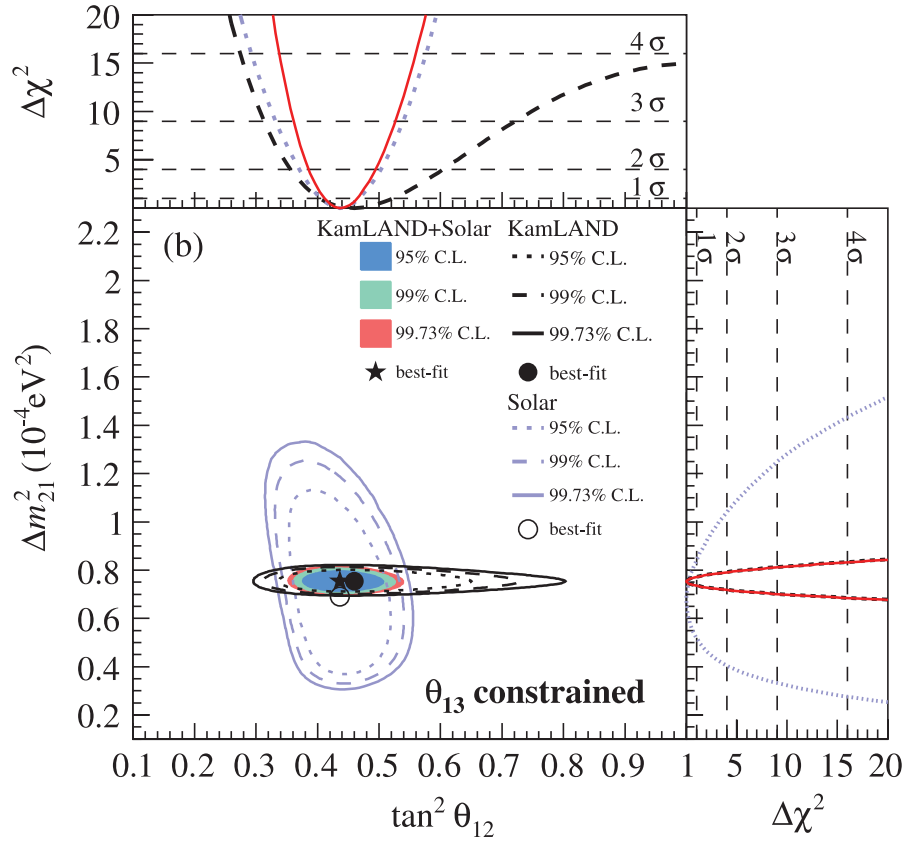 20
15
10
5
Δχ²
4 σ
3 σ
2 σ
1 σ
(b)
KamLAND+Solar
95% C.L.
99% C.L.
99.73% C.L.
best-fit
KamLAND
95% C.L.
99% C.L.
99.73% C.L.
best-fit
Solar
95% C.L.
99% C.L.
99.73% C.L.
best-fit
θ₁₃ constrained
2.2
2
1.8
1.6
1.4
1.2
1
0.8
0.6
0.4
0.2
Δm²₂₁ (10⁻⁴eV²)
0.1 0.2 0.3 0.4 0.5 0.6 0.7 0.8 0.9
tan² θ₁₂
1σ
2σ
3σ
4σ
1 5 10 15 20
Δχ²